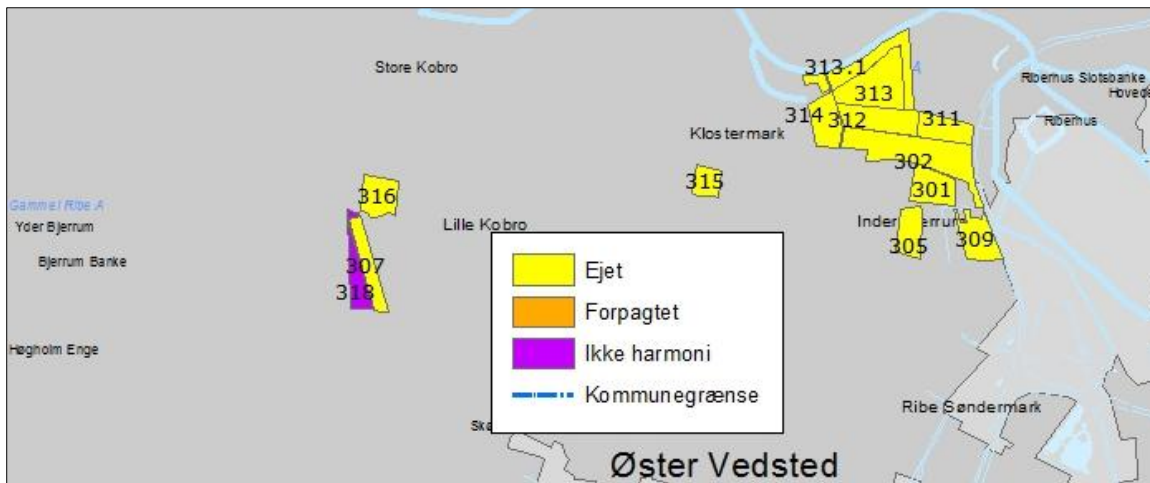 Store Kobro
313.1
A
Riberhus Slotsbanke
Hovede
313
314
312
311
Riberhus
Klostermark
302
315
301
316
Gammel Ribe A
Yder Bjerrum
Lille Kobro
305
309
Bjerrum Banke
307
318
Høgholm Enge
Ejet
Forpagtet
Ikke harmoni
Kommunegrænse
Ribe Søndermark
Øster Vedsted